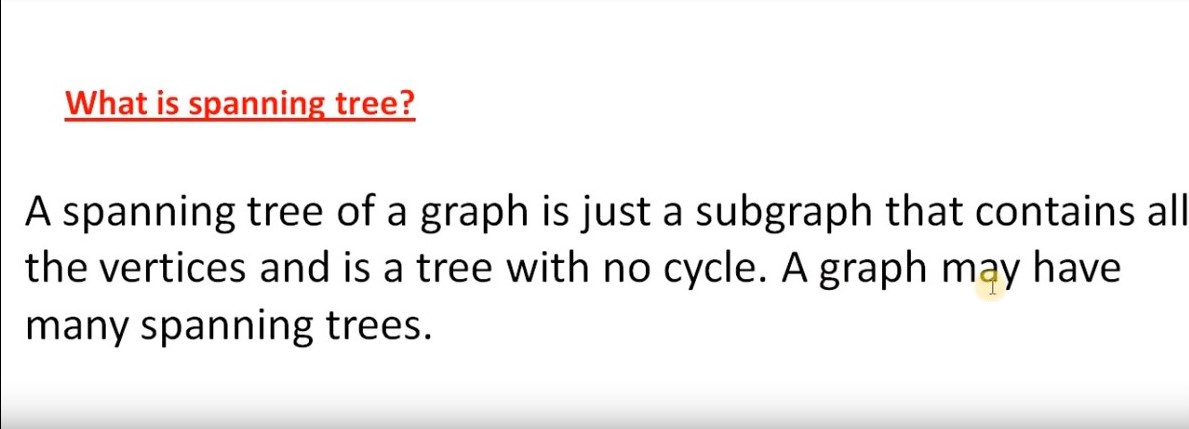 What is spanning tree?
A spanning tree of a graph is just a subgraph that contains all
the vertices and is a tree with no cycle. A graph may have
many spanning trees.